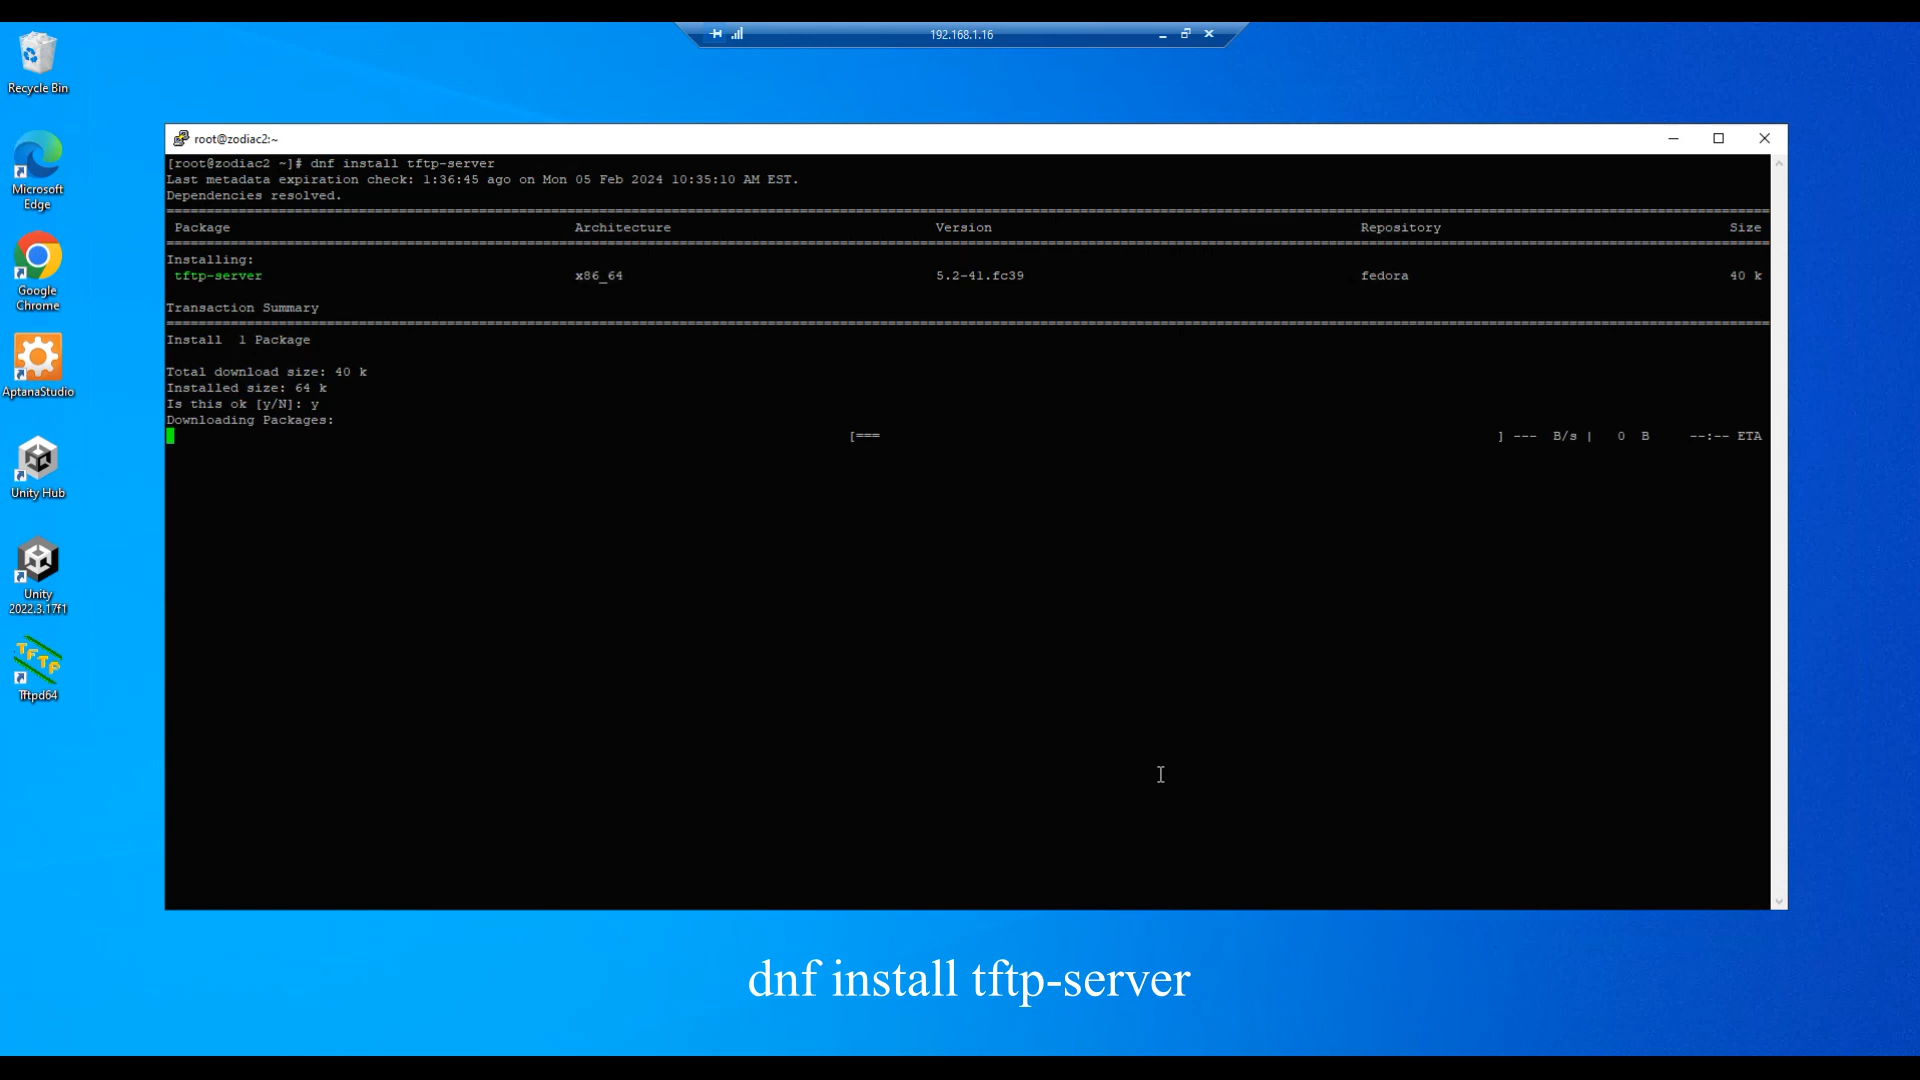 192.168.1.16
Recycle Bin
Microsoft
Edge
Google
Chrome
AptanaStudio
Unity Hub
Unity
2022.3.17f1
TFTP
Tftpd64
root@zodiac2:~
[root@zodiac2 ~]# dnf install tftp-server
Last metadata expiration check: 1:36:45 ago on Mon 05 Feb 2024 10:35:10 AM EST.
Dependencies resolved.
Package Architecture Version Repository Size
Installing:
tftp-server x86_64 5.2-41.fc39 fedora 40 k
Transaction Summary
Install 1 Package
Total download size: 40 k
Installed size: 64 k
Is this ok [y/N]: y
Downloading Packages:
[=== ] --- B/s | 0 B --:-- ETA
dnf install tftp-server